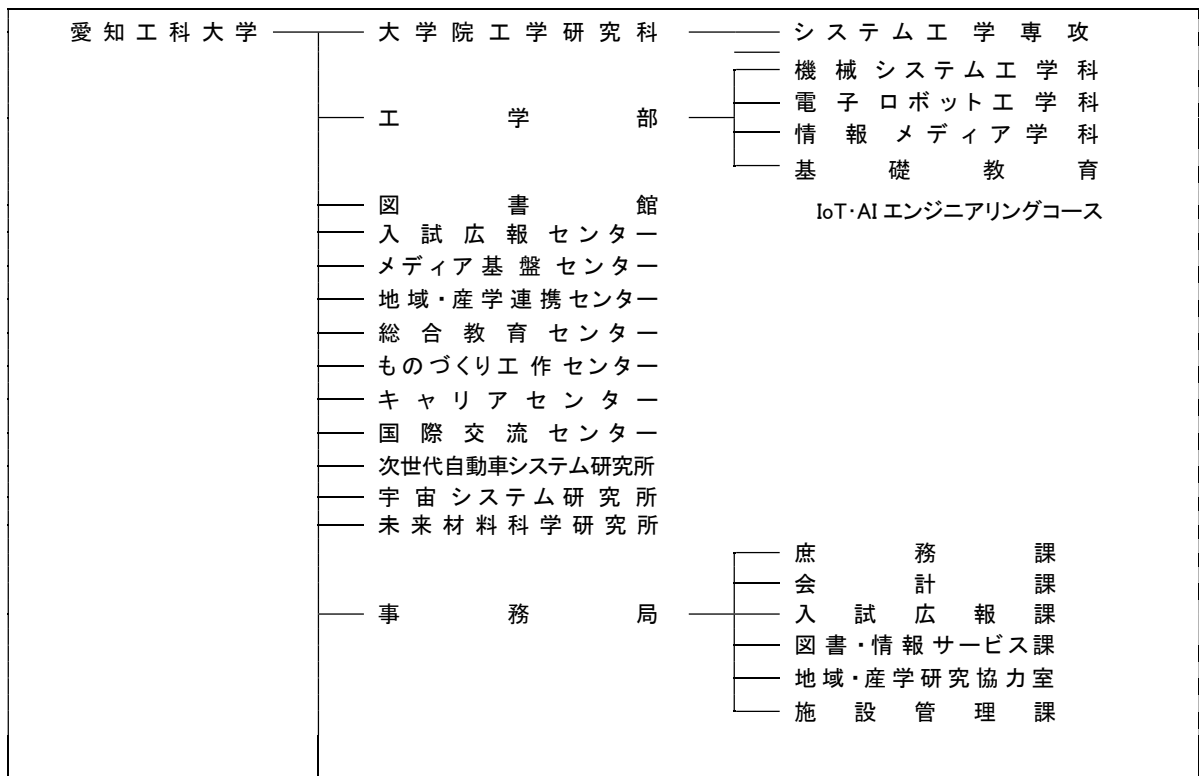 愛知工科大学 大学院工学研究科 システム工学専攻
機械システム工学科
電子ロボット工学科
工学部
情報メディア学科
基礎教育
図書館
IoT・AIエンジニアリングコース
入試広報センター
メディア基盤センター
地域・産学連携センター
総合教育センター
ものづくり工作センター
キャリアセンター
国際交流センター
次世代自動車システム研究所
宇宙システム研究所
未来材料科学研究所
庶務課
会計課
事務局 入試広報課
図書・情報サービス課
地域・産学研究協力室
施設管理課